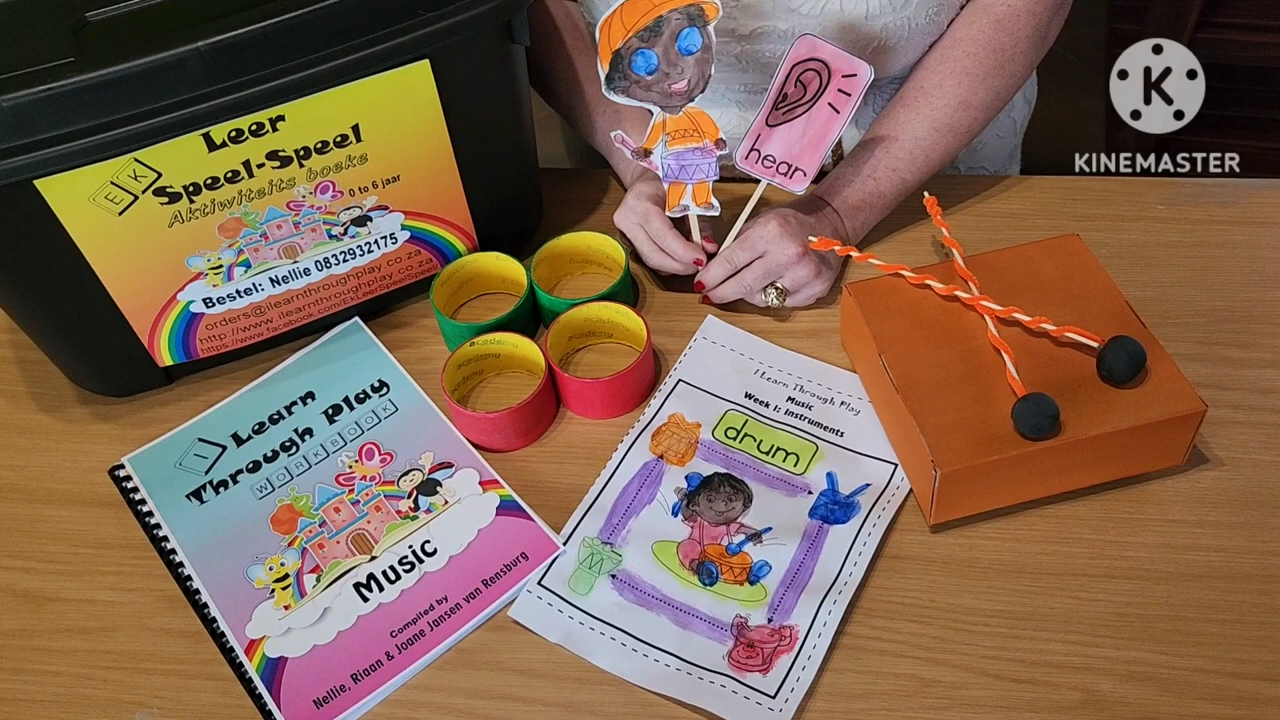 EK
Leer
Speel-Speel
Aktiwiteits boeke
0 to 6 jaar
Bestel: Nellie 0832932175
orders@ilearnthroughplay.co.za
http://www.ilearnthroughplay.co.za
https://www.facebook.com/EkLeerSpeelSpeel/
hear
K
KINEMASTER
academy
academy
I Learn
Through Play
WORKBOOK
Music
Compiled by
Nellie, Riaan & Joane Jansen van Rensburg
I Learn Through Play
Music
Week 1: Instruments
drum